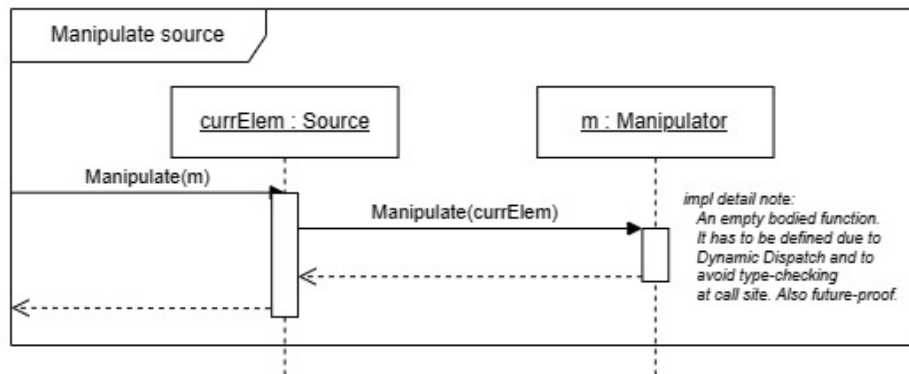 Manipulate source
currElem : Source
m : Manipulator
Manipulate(m)
Manipulate(currElem)
impl detail note:
An empty bodied function.
It has to be defined due to
Dynamic Dispatch and to
avoid type-checking
at call site. Also future-proof.